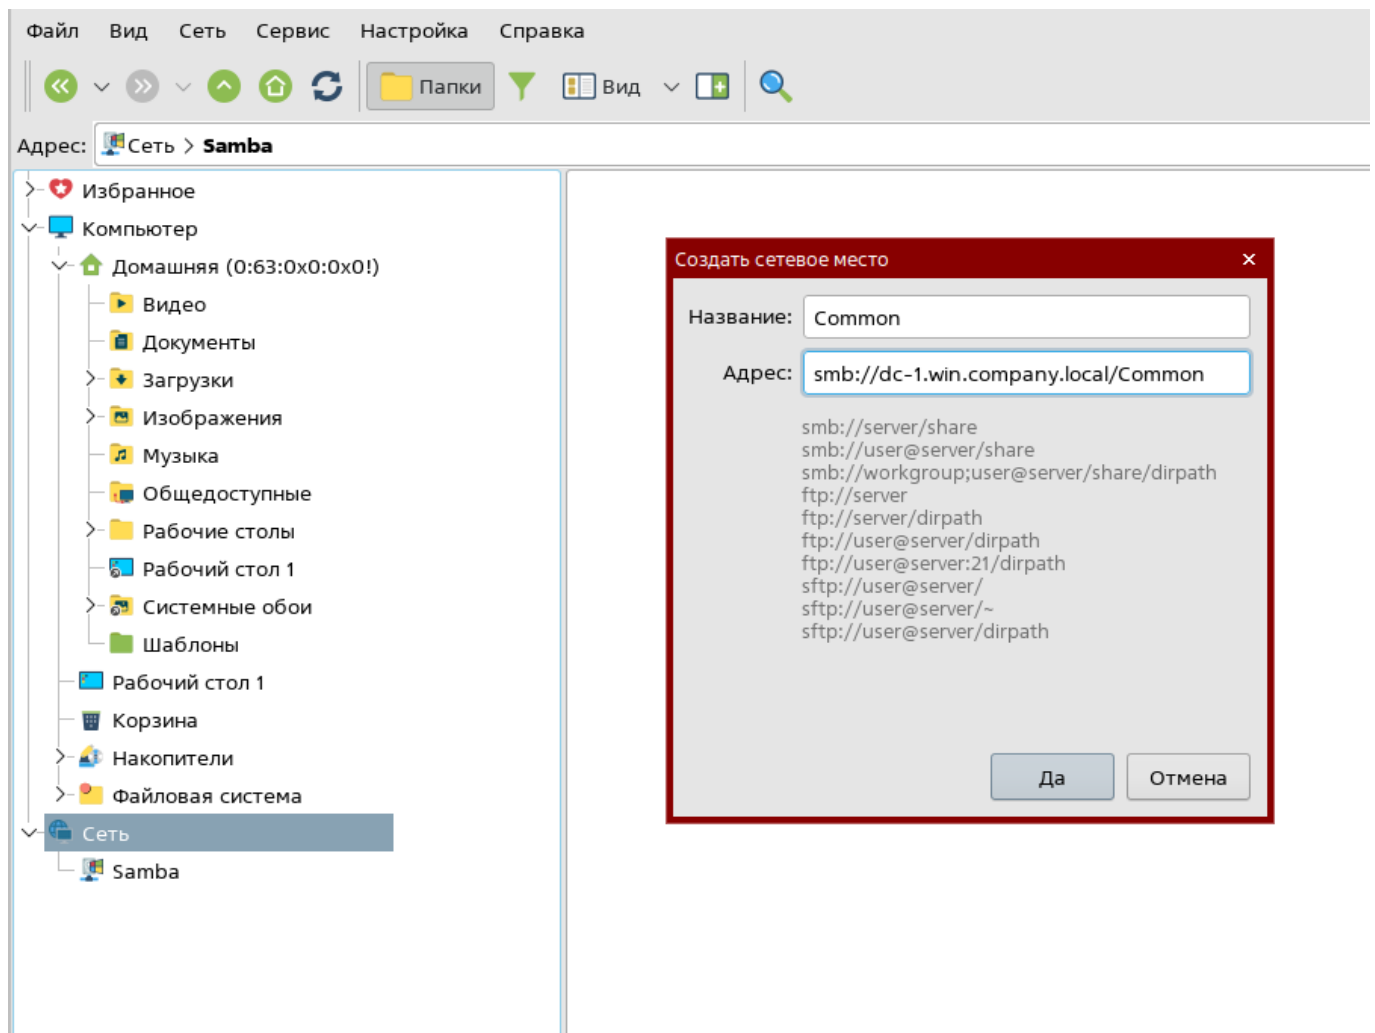 Файл Вид Сеть Сервис Настройка Справка
Папки Вид
Адрес: Сеть > Samba
Избранное
Компьютер
Домашняя (0:63:0x0:0x0!)
Видео
Документы
Загрузки
Изображения
Музыка
Общедоступные
Рабочие столы
Рабочий стол 1
Системные обои
Шаблоны
Рабочий стол 1
Корзина
Накопители
Файловая система
Сеть
Samba
Создать сетевое место
Название: Common
Адрес: smb://dc-1.win.company.local/Common
smb://server/share
smb://user@server/share
smb://workgroup;user@server/share/dirpath
ftp://server
ftp://server/dirpath
ftp://user@server/dirpath
ftp://user@server:21/dirpath
sftp://user@server/
sftp://user@server/~
sftp://user@server/dirpath
Да Отмена